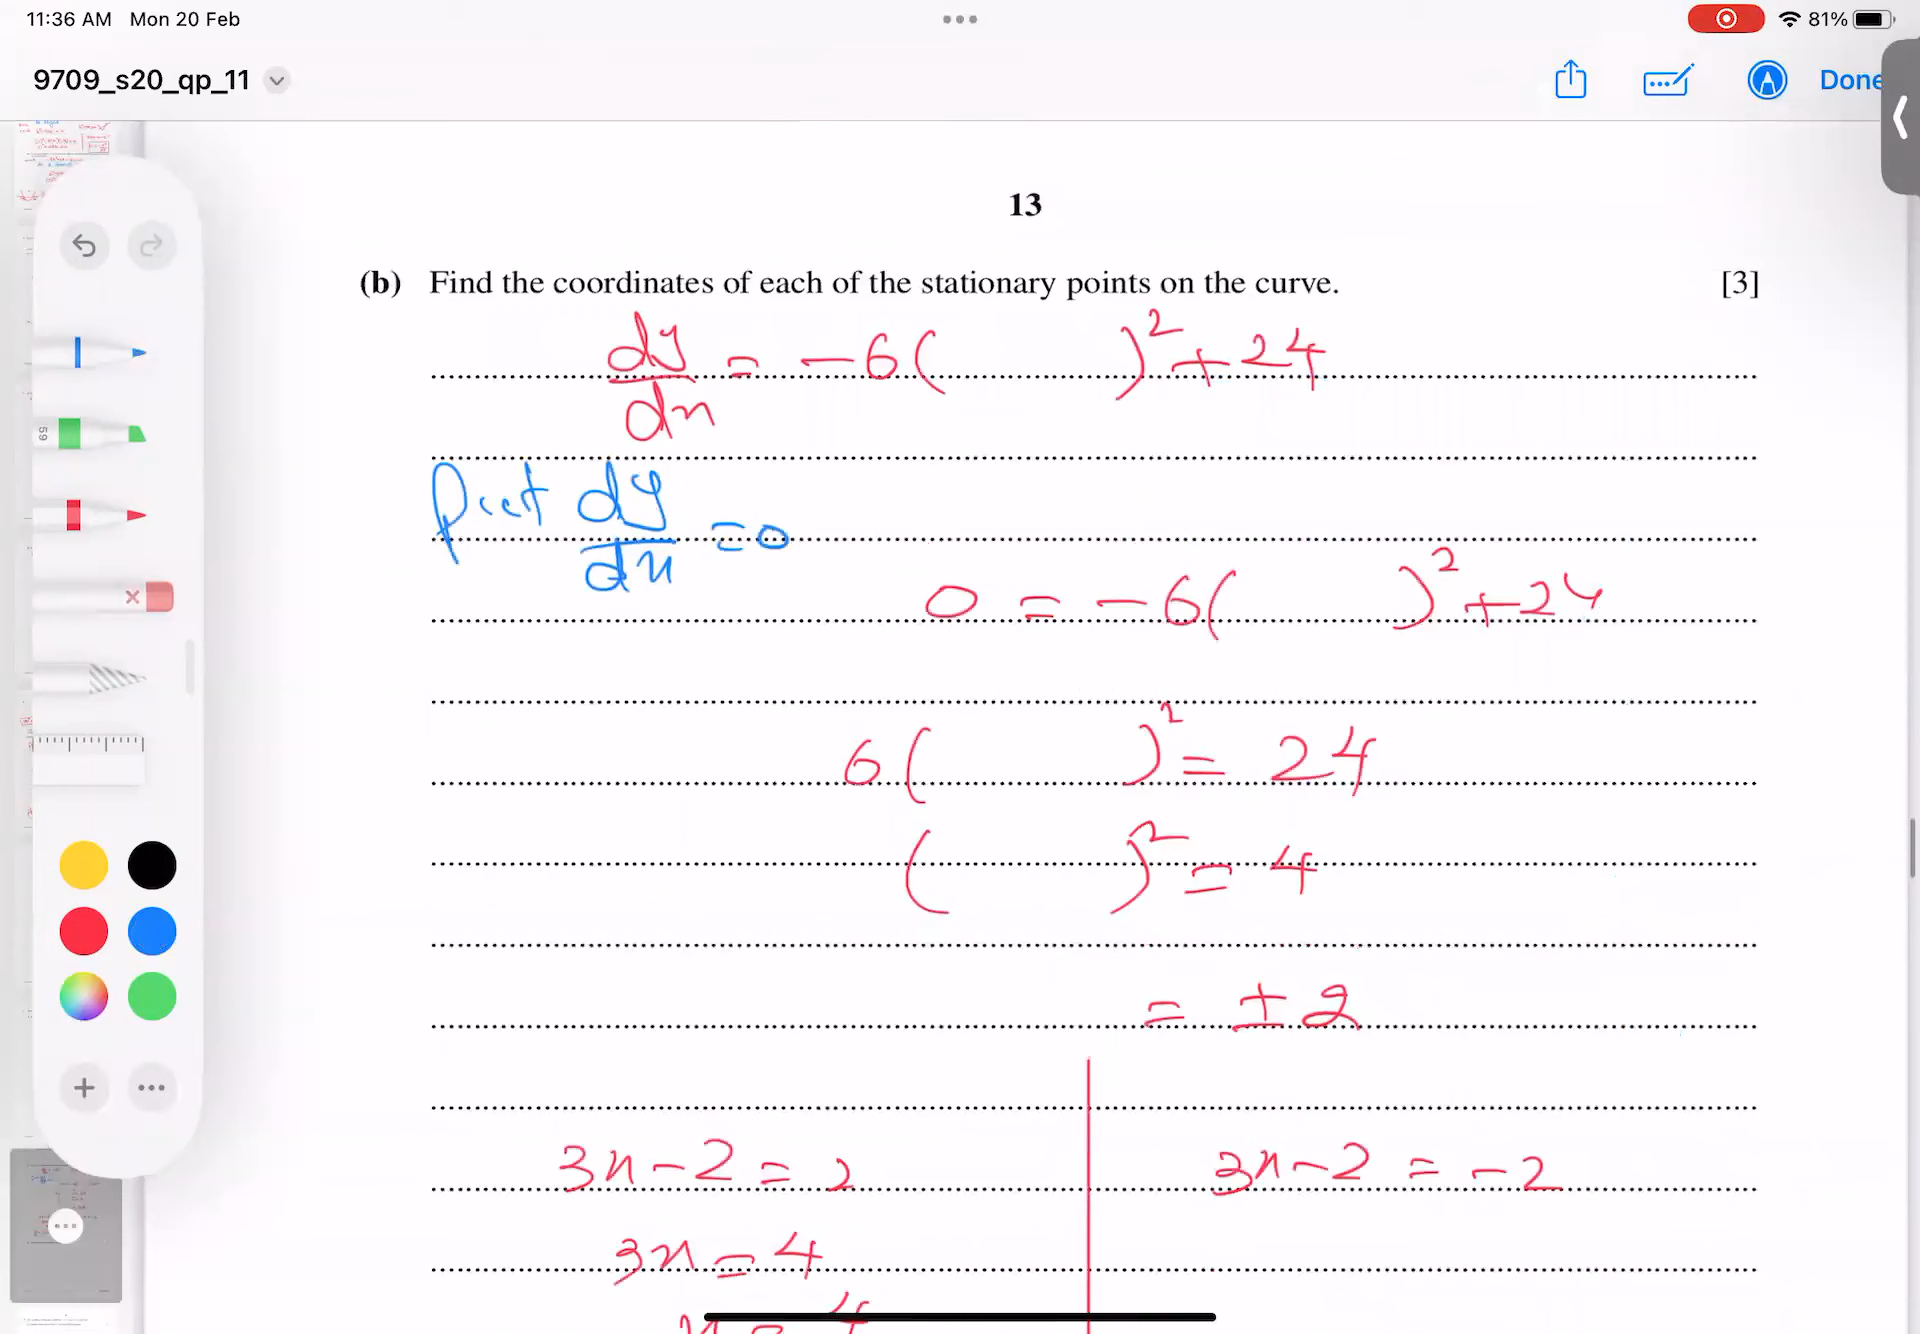 11:36 AM Mon 20 Feb
81%
9709_s20_qp_11
Done
13
(b) Find the coordinates of each of the stationary points on the curve. [3]
dy/dx = -6( )² + 24
Put dy/dx = 0
0 = -6( )² + 24
6( )² = 24
( )² = 4
= ± 2
3x - 2 = 2
3x - 2 = -2
3x = 4
59